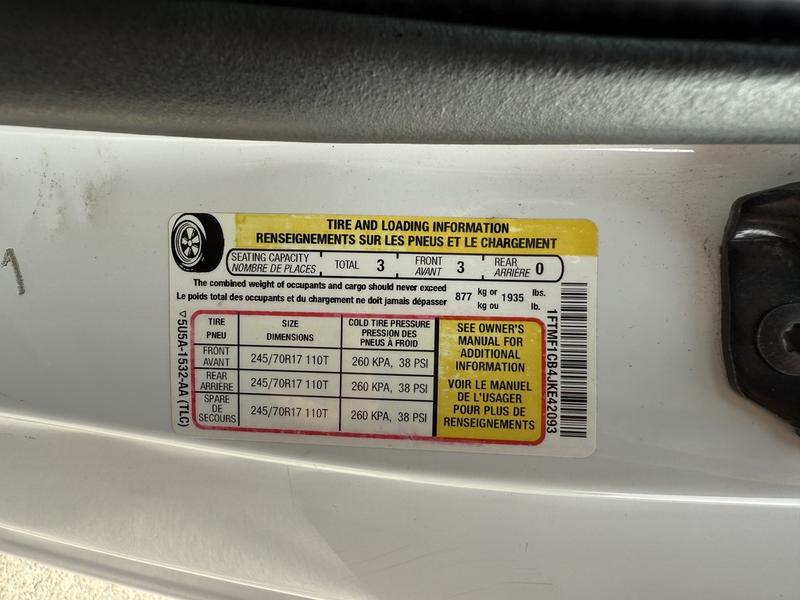 TIRE AND LOADING INFORMATION
RENSEIGNEMENTS SUR LES PNEUS ET LE CHARGEMENT
SEATING CAPACITY
NOMBRE DE PLACES
TOTAL 3
FRONT
AVANT 3
REAR
ARRIÈRE 0
The combined weight of occupants and cargo should never exceed
Le poids total des occupants et du chargement ne doit jamais dépasser
877 kg or 1935 lbs.
kg ou lb.
TIRE
PNEU
SIZE
DIMENSIONS
COLD TIRE PRESSURE
PRESSION DES
PNEUS À FROID
FRONT
AVANT
245/70R17 110T
260 KPA, 38 PSI
REAR
ARRIÈRE
245/70R17 110T
260 KPA, 38 PSI
SPARE
DE
SECOURS
245/70R17 110T
260 KPA, 38 PSI
SEE OWNER'S
MANUAL FOR
ADDITIONAL
INFORMATION
VOIR LE MANUEL
DE L'USAGER
POUR PLUS DE
RENSEIGNEMENTS
▽5U5A-1532-AA (TLC)
1FTMF1CB4JKE42093